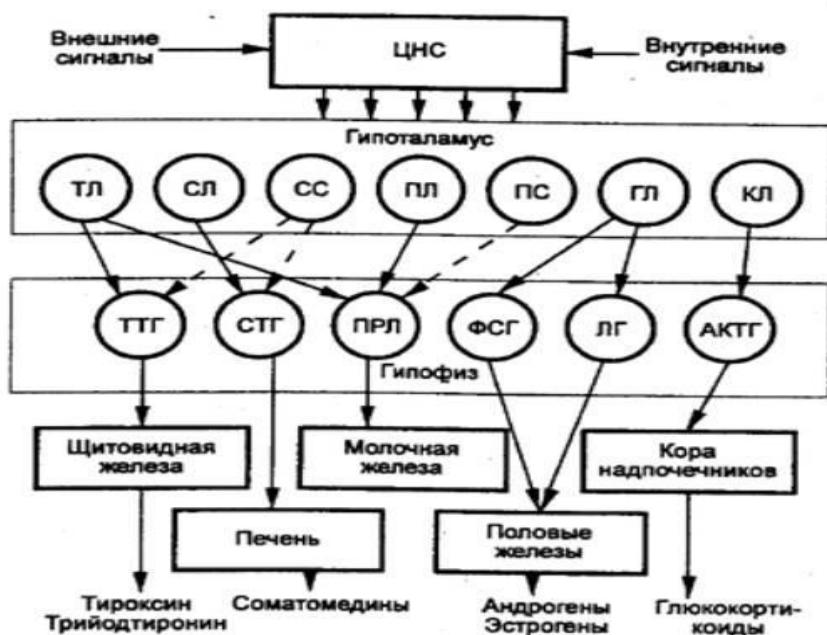 Внешние
сигналы
ЦНС
Внутренние
сигналы
Гипоталамус
ТЛ
СЛ
СС
ПЛ
ПС
ГЛ
КЛ
ТТГ
СТГ
ПРЛ
ФСГ
ЛГ
АКТГ
Гипофиз
Щитовидная
железа
Молочная
железа
Кора
надпочечников
Печень
Половые
железы
Тироксин
Трийодтиронин
Соматомедины
Андрогены
Эстрогены
Глюкокорти-
коиды